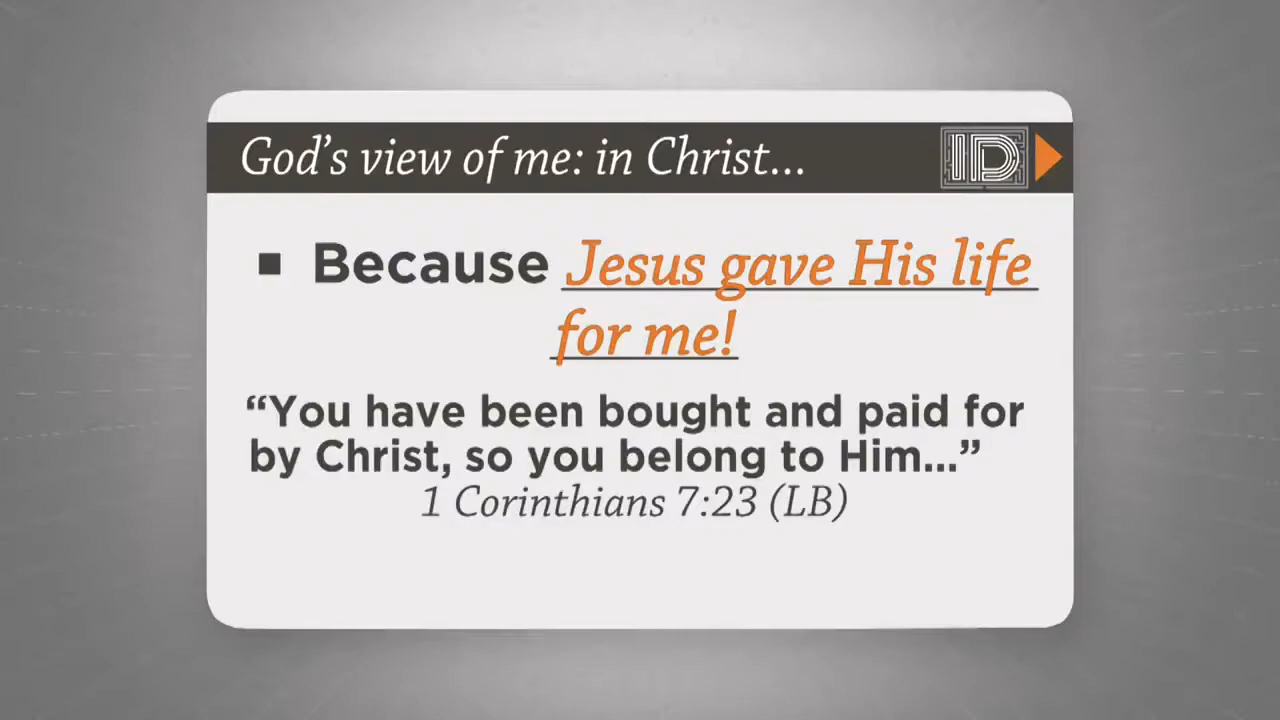 God's view of me: in Christ...
ID
▪ Because Jesus gave His life
for me!
“You have been bought and paid for
by Christ, so you belong to Him...”
1 Corinthians 7:23 (LB)